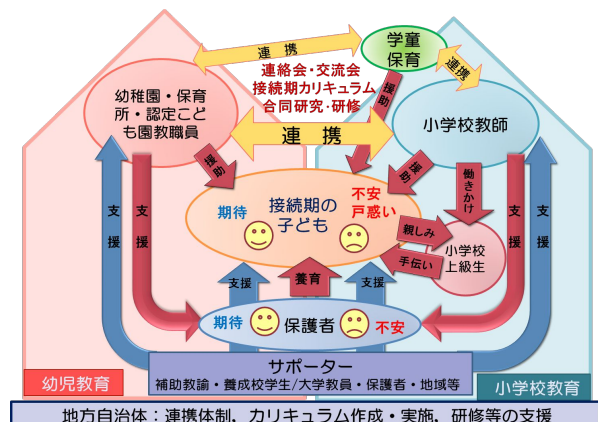 連　携
学童
保育
連絡会・交流会
接続期カリキュラム
合同研究・研修
連携
幼稚園・保育
所・認定こど
も園教職員
援助
小学校教師
連　携
援助
援助
働きかけ
接続期の
子ども
期待
不安
戸惑い
親しみ
手伝い
小学校
上級生
支援
支援
支援
支援
支援
養育
支援
期待
保護者
不安
サポーター
補助教諭・養成校学生/大学教員・保護者・地域等
幼児教育
小学校教育
地方自治体：連携体制，カリキュラム作成・実施，研修等の支援